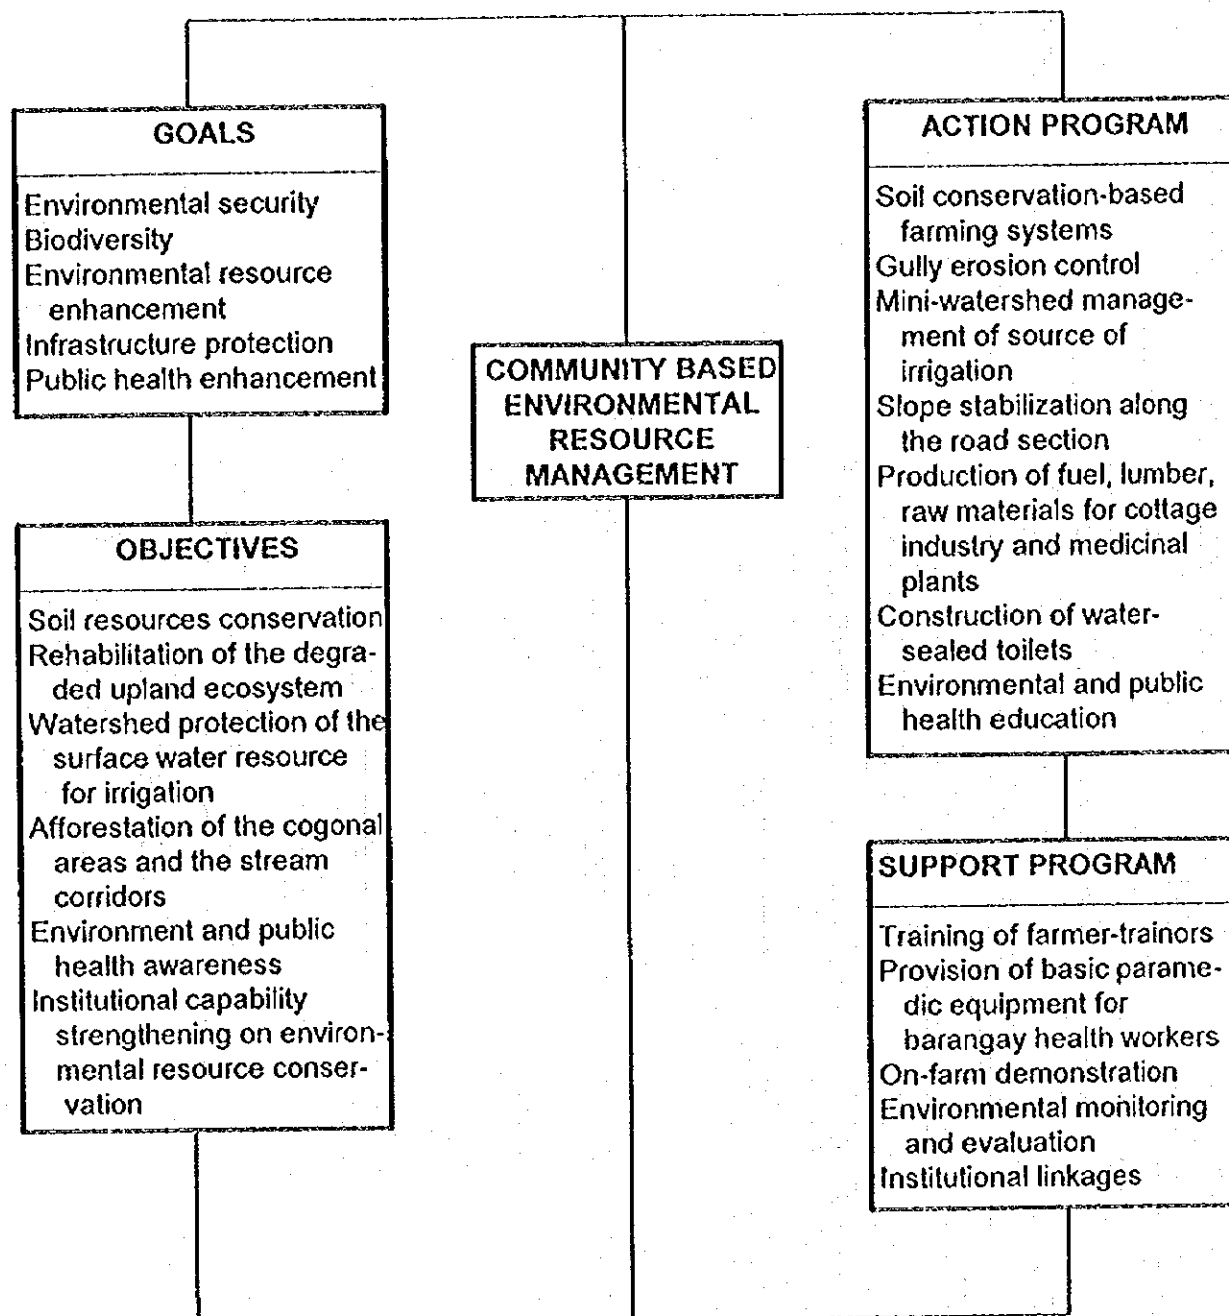 GOALS
Environmental security
Biodiversity
Environmental resource
enhancement
Infrastructure protection
Public health enhancement
OBJECTIVES
Soil resources conservation
Rehabilitation of the degra-
ded upland ecosystem
Watershed protection of the
surface water resource
for irrigation
Afforestation of the cogonal
areas and the stream
corridors
Environment and public
health awareness
Institutional capability
strengthening on environ-
mental resource conser-
vation
COMMUNITY BASED
ENVIRONMENTAL
RESOURCE
MANAGEMENT
ACTION PROGRAM
Soil conservation-based
farming systems
Gully erosion control
Mini-watershed manage-
ment of source of
irrigation
Slope stabilization along
the road section
Production of fuel, lumber,
raw materials for cottage
industry and medicinal
plants
Construction of water-
sealed toilets
Environmental and public
health education
SUPPORT PROGRAM
Training of farmer-trainors
Provision of basic parame-
dic equipment for
barangay health workers
On-farm demonstration
Environmental monitoring
and evaluation
Institutional linkages